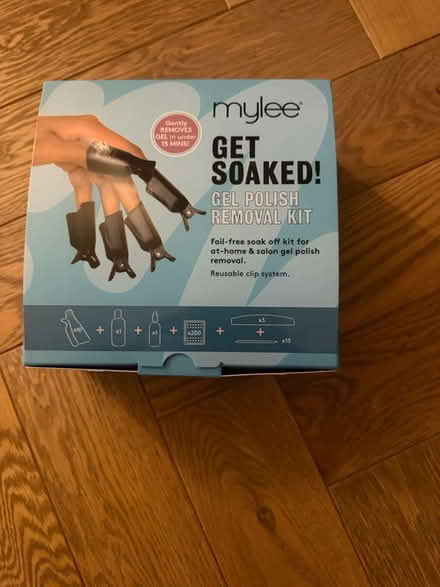 mylee®
Gently
REMOVES
GEL in under
15 MINS!
GET
SOAKED!
GEL POLISH
REMOVAL KIT
Foil-free soak off kit for
at-home & salon gel polish
removal.
Reusable clip system.
x10 + x1 + x1 + x200 + x5
+
x15